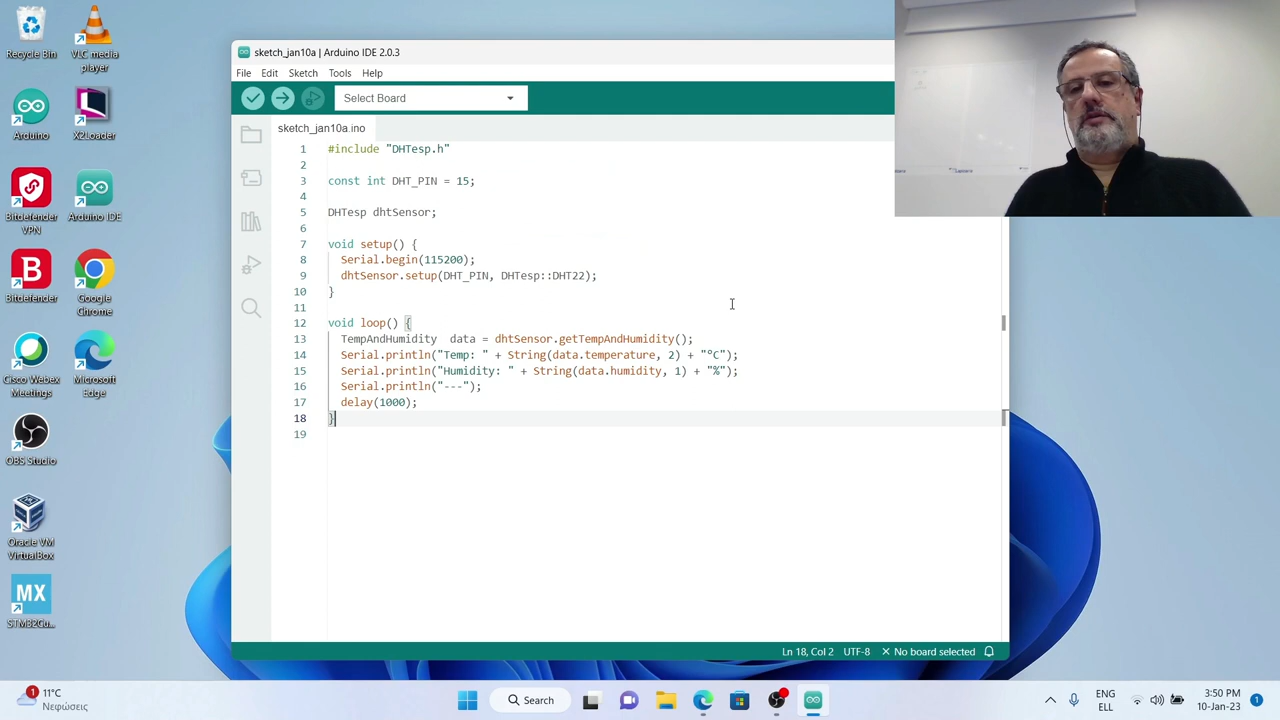 Recycle Bin
VLC media
player
Arduino
X2Loader
Bitdefender
VPN
Arduino IDE
Bitdefender
Google
Chrome
Cisco Webex
Meetings
Microsoft
Edge
OBS Studio
Oracle VM
VirtualBox
MX
STM32Cu...
sketch_jan10a | Arduino IDE 2.0.3
File Edit Sketch Tools Help
Select Board
sketch_jan10a.ino
1 #include "DHTesp.h"
2
3 const int DHT_PIN = 15;
4
5 DHTesp dhtSensor;
6
7 void setup() {
8 Serial.begin(115200);
9 dhtSensor.setup(DHT_PIN, DHTesp::DHT22);
10 }
11
12 void loop() {
13 TempAndHumidity  data = dhtSensor.getTempAndHumidity();
14 Serial.println("Temp: " + String(data.temperature, 2) + "°C");
15 Serial.println("Humidity: " + String(data.humidity, 1) + "%");
16 Serial.println("---");
17 delay(1000);
18 }
19
Ln 18, Col 2 UTF-8 No board selected
1
11°C
Νεφώσεις
Search
ENG
ELL
3:50 PM
10-Jan-23
1